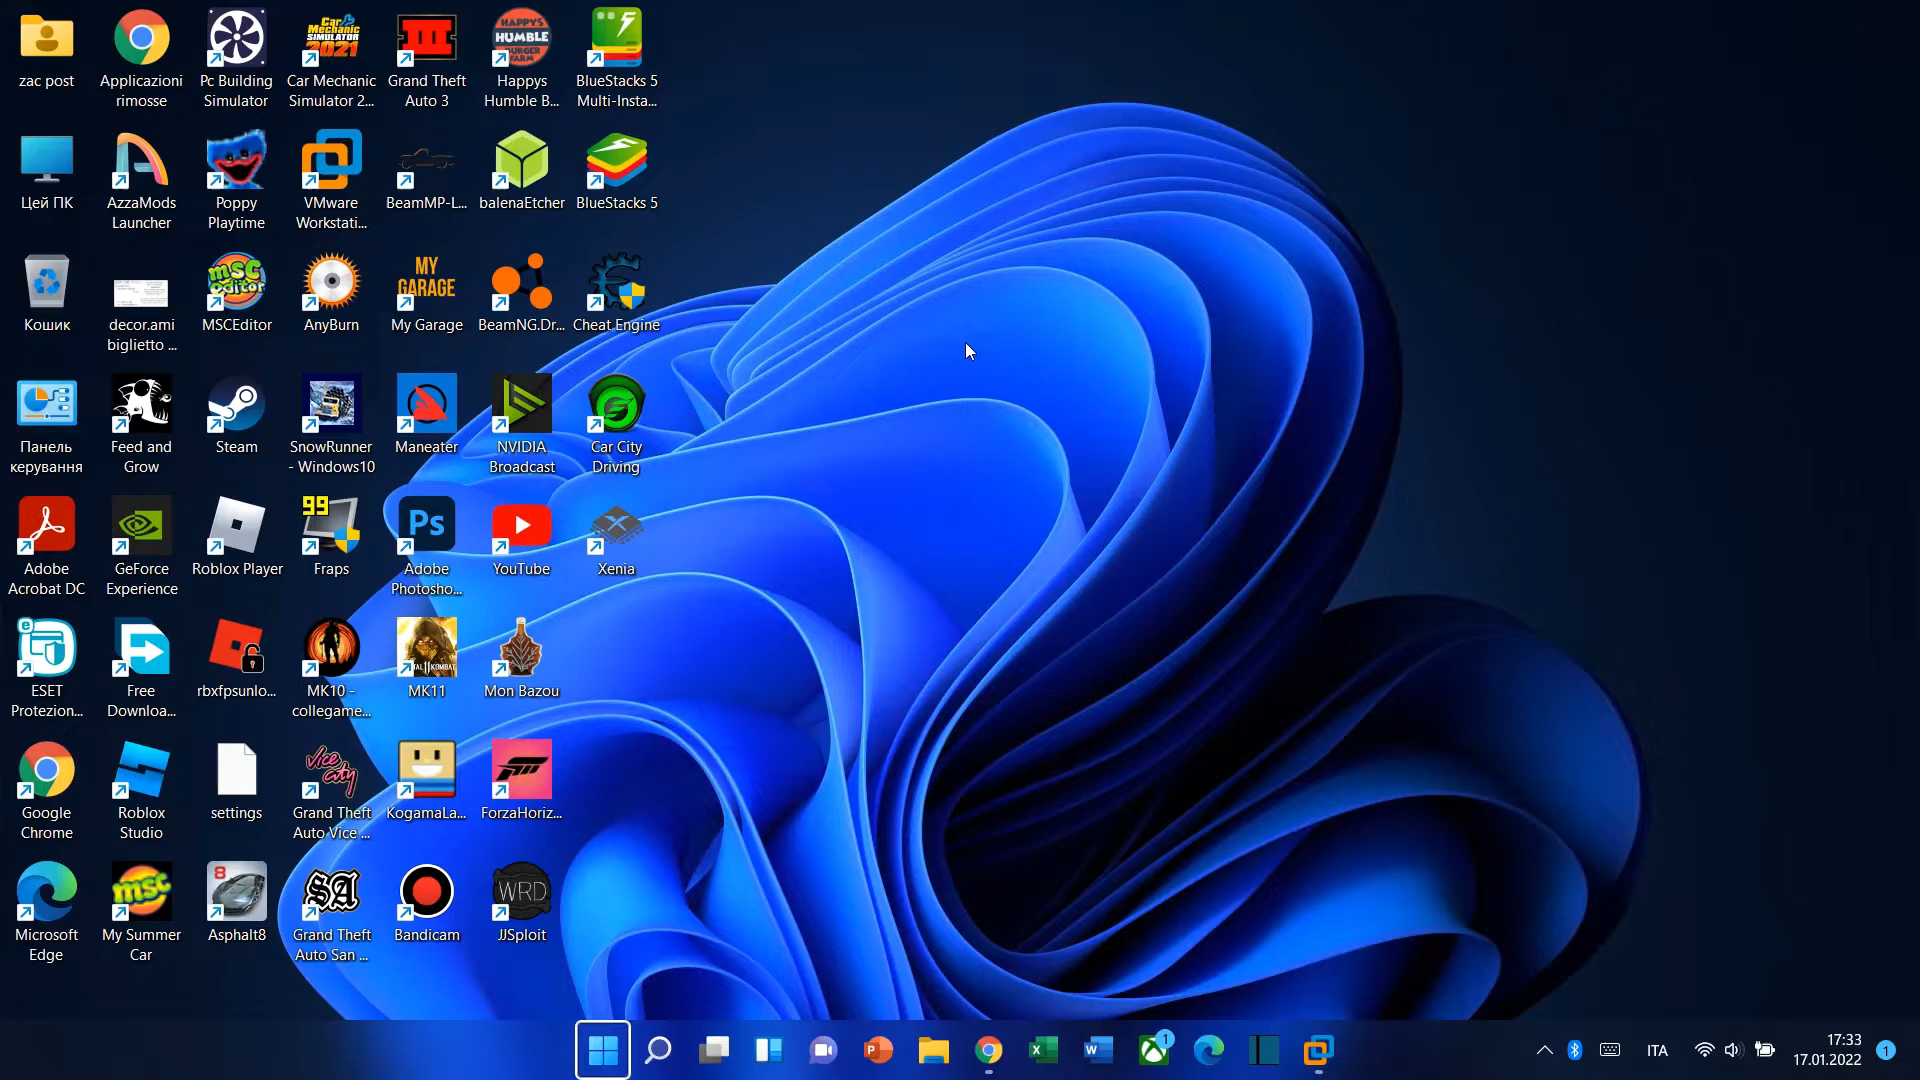 zac post
Applicazioni
rimosse
Pc Building
Simulator
Car Mechanic
Simulator 2...
Grand Theft
Auto 3
Happys
Humble B...
BlueStacks 5
Multi-Insta...
Цей ПК
AzzaMods
Launcher
Poppy
Playtime
VMware
Workstati...
BeamMP-L...
balenaEtcher
BlueStacks 5
Кошик
decor.ami
biglietto ...
MSCEditor
AnyBurn
My Garage
BeamNG.Dr...
Cheat Engine
Панель
керування
Feed and
Grow
Steam
SnowRunner
- Windows10
Maneater
NVIDIA
Broadcast
Car City
Driving
Adobe
Acrobat DC
GeForce
Experience
Roblox Player
Fraps
Adobe
Photosho...
YouTube
Xenia
ESET
Protezion...
Free
Downloa...
rbxfpsunlo...
MK10 -
collegame...
MK11
Mon Bazou
Google
Chrome
Roblox
Studio
settings
Grand Theft
Auto Vice ...
KogamaLa...
ForzaHoriz...
Microsoft
Edge
My Summer
Car
Asphalt8
Grand Theft
Auto San ...
Bandicam
JJSploit
ITA
17:33
17.01.2022
1